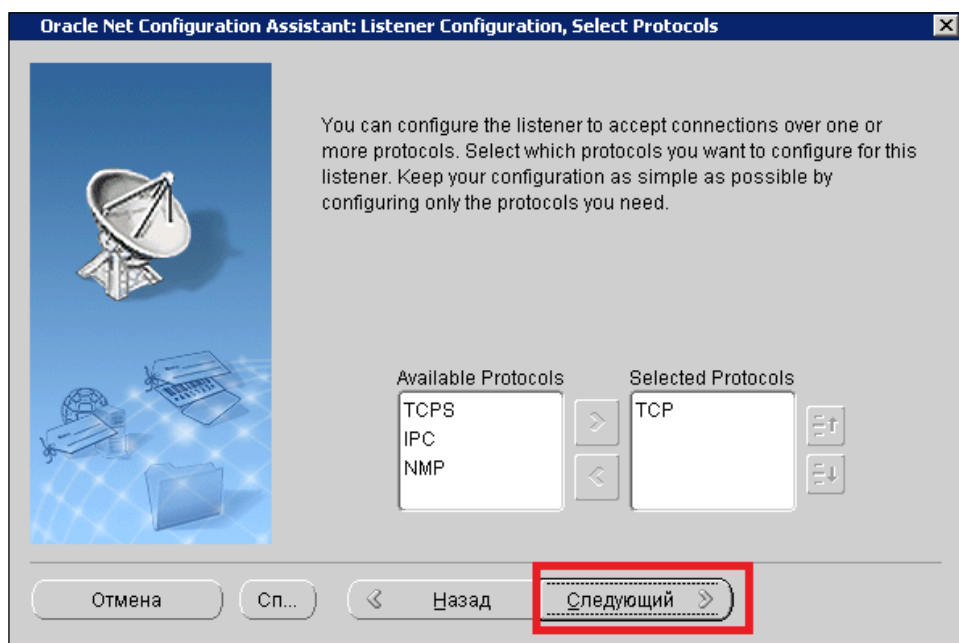 Oracle Net Configuration Assistant: Listener Configuration, Select Protocols
You can configure the listener to accept connections over one or
more protocols. Select which protocols you want to configure for this
listener. Keep your configuration as simple as possible by
configuring only the protocols you need.
Available Protocols
TCPS
IPC
NMP
Selected Protocols
TCP
Отмена
Сп...
Назад
Следующий